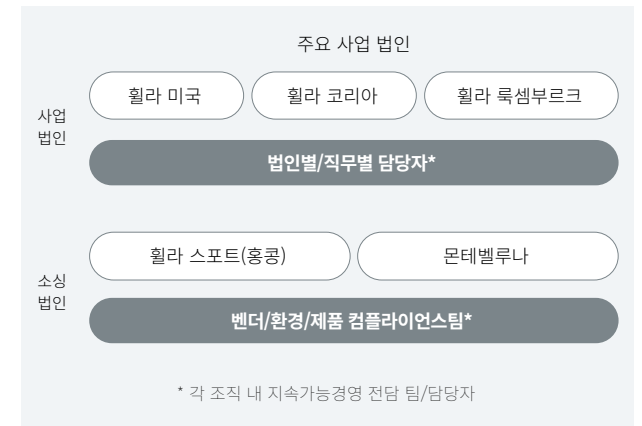 주요 사업 법인
사업
법인
휠라 미국
휠라 코리아
휠라 룩셈부르크
법인별/직무별 담당자*
소싱
법인
휠라 스포트(홍콩)
몬테벨루나
벤더/환경/제품 컴플라이언스팀*
* 각 조직 내 지속가능경영 전담 팀/담당자